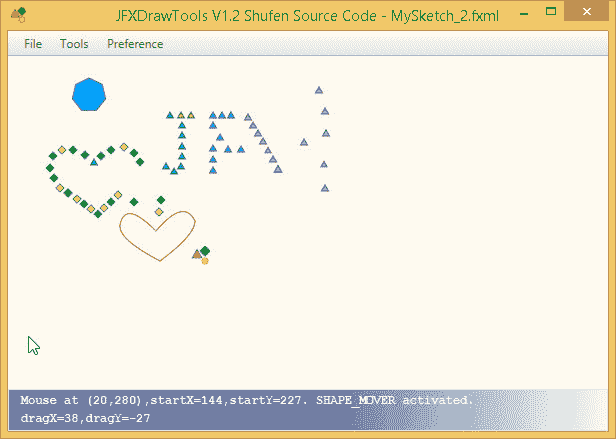 JFXDrawTools V1.2 Shufen Source Code - MySketch_2.fxml
File Tools Preference
Mouse at (20,280),startX=144,startY=227. SHAPE_MOVER activated.
dragX=38,dragY=-27